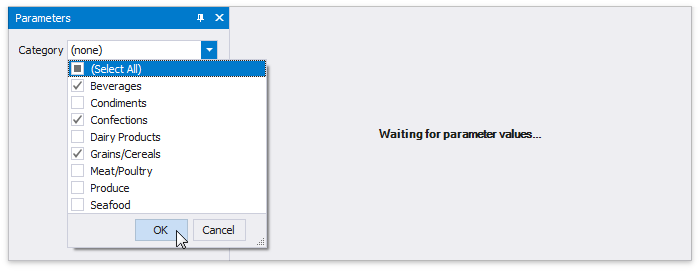 Parameters
Category (none)
(Select All)
Beverages
Condiments
Confections
Dairy Products
Grains/Cereals
Meat/Poultry
Produce
Seafood
OK Cancel
Waiting for parameter values...